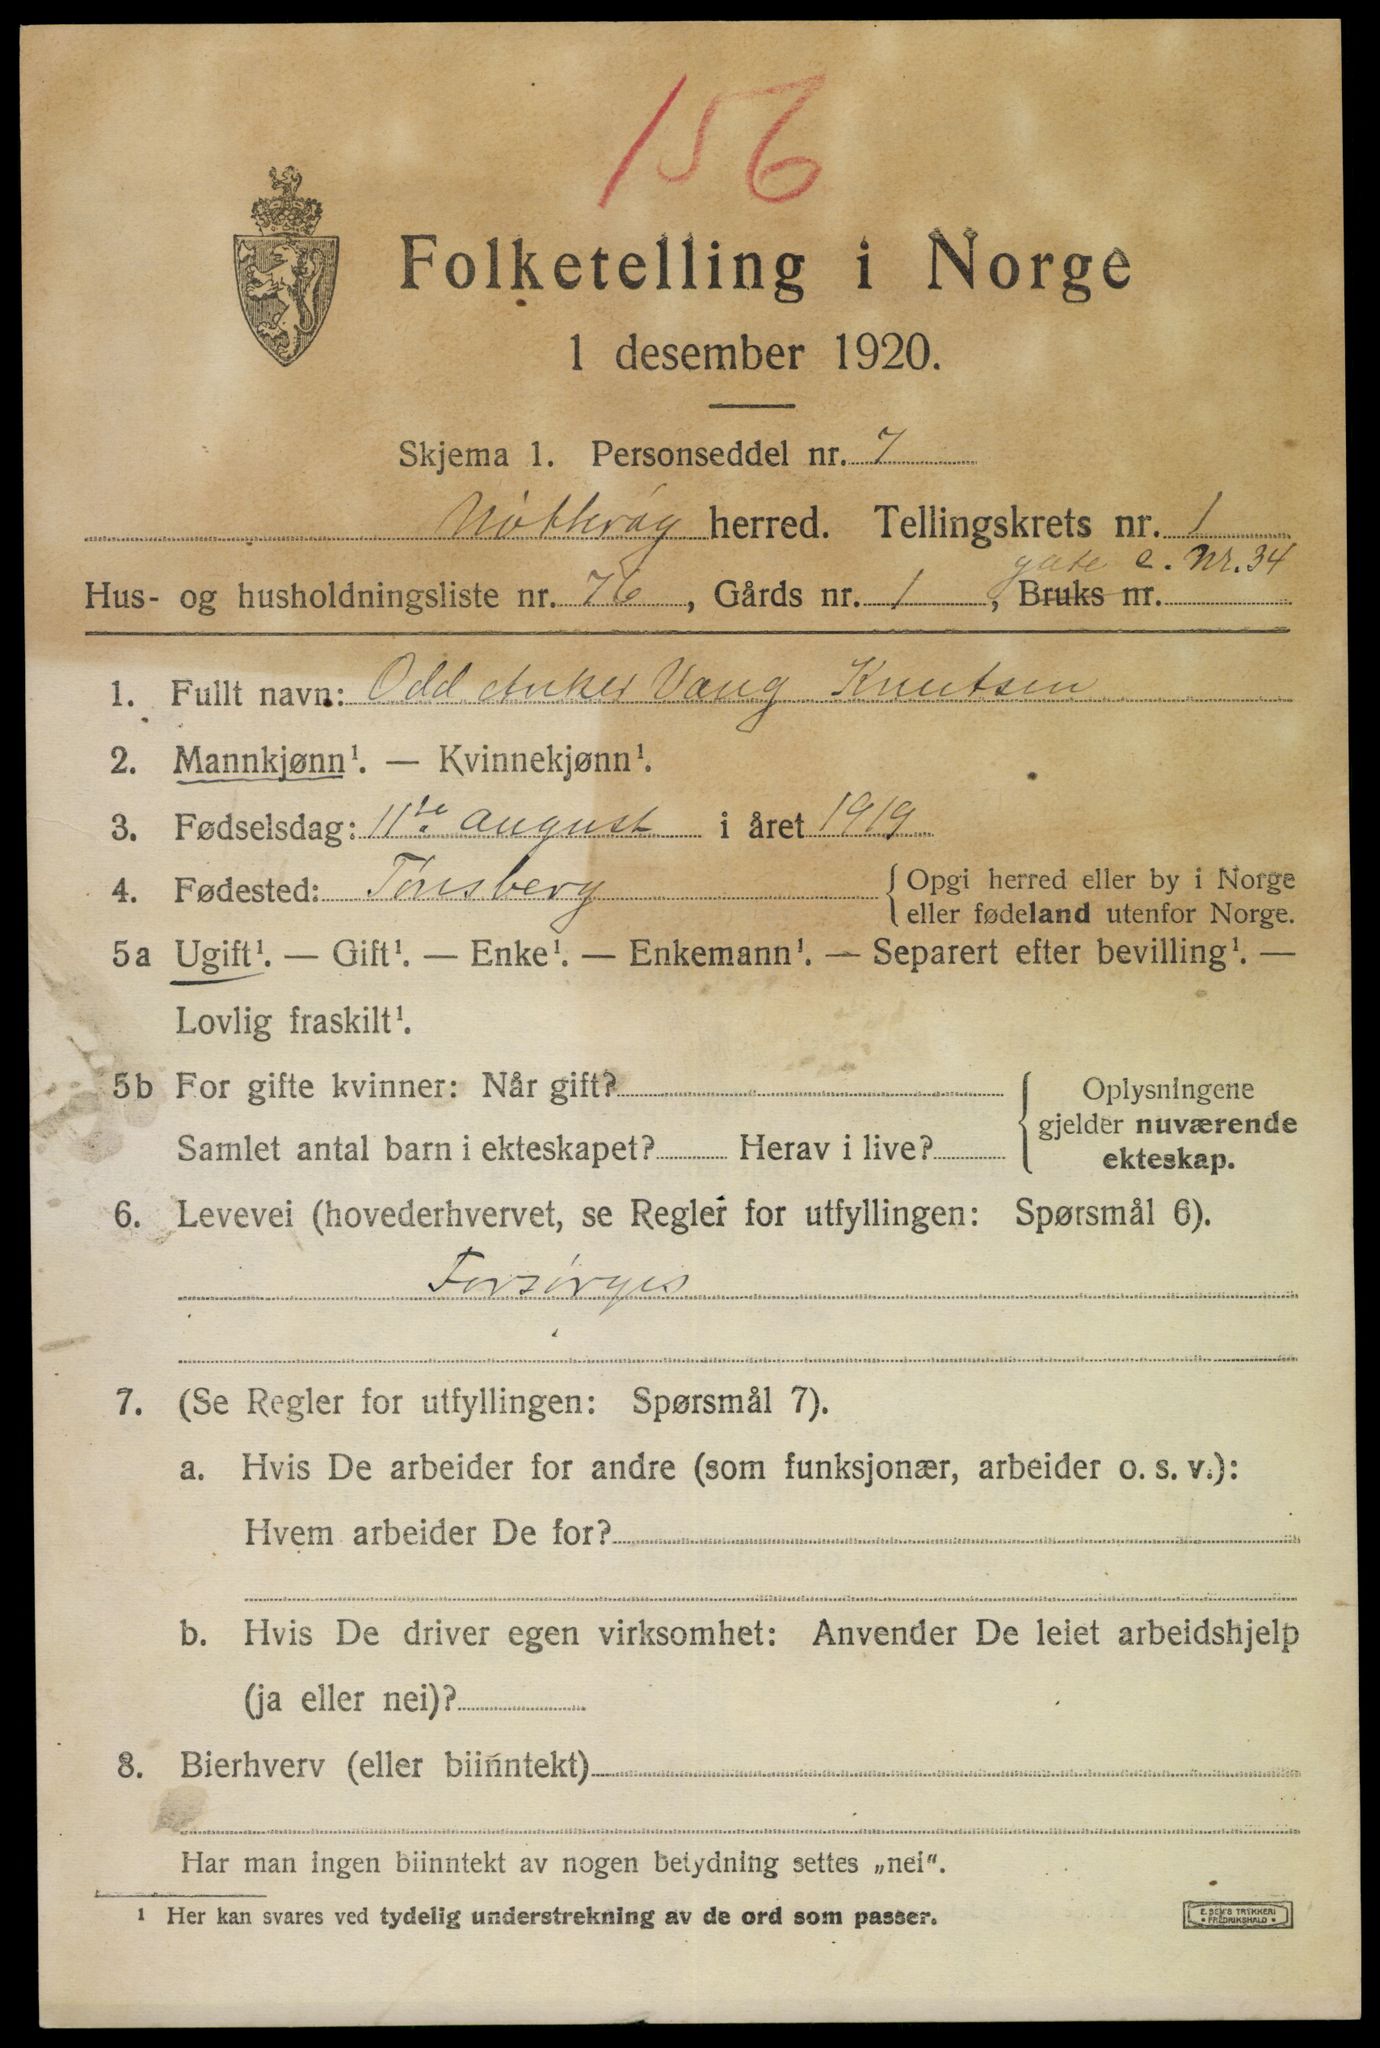 156
Folketelling i Norge
1 desember 1920.
Skjema 1. Personseddel nr. 7
Nøtterøy herred. Tellingskrets nr. 1
gate c. Nr. 34
Hus- og husholdningsliste nr. 76, Gårds nr. 1, Bruks nr.
1. Fullt navn: Odd Anker Vang Knutsen
2. Mannkjønn¹. — Kvinnekjønn¹.
3. Fødselsdag: 11te august i året 1919
4. Fødested: Tønsberg { Opgi herred eller by i Norge
eller fødeland utenfor Norge.
5a Ugift¹. — Gift¹. — Enke¹. — Enkemann¹. — Separert efter bevilling¹. —
Lovlig fraskilt¹.
5b For gifte kvinner: Når gift? { Oplysningene
gjelder nuværende
Samlet antal barn i ekteskapet? Herav i live? ekteskap.
6. Levevei (hovederhvervet, se Regler for utfyllingen: Spørsmål 6).
Forsørges
7. (Se Regler for utfyllingen: Spørsmål 7).
a. Hvis De arbeider for andre (som funksjonær, arbeider o. s. v.):
Hvem arbeider De for?
b. Hvis De driver egen virksomhet: Anvender De leiet arbeidshjelp
(ja eller nei)?
8. Bierhverv (eller biinntekt)
Har man ingen biinntekt av nogen betydning settes „nei“.
¹ Her kan svares ved tydelig understrekning av de ord som passer.
E. SEM'S TRYKKERI
• FREDRIKSHALD •